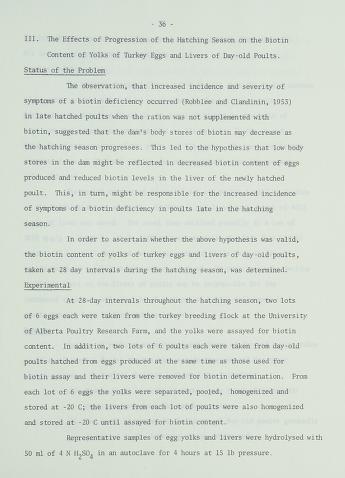 - 36 -
III. The Effects of Progression of the Hatching Season on the Biotin
Content of Yolks of Turkey Eggs and Livers of Day-old Poults.
Status of the Problem
The observation, that increased incidence and severity of
symptoms of a biotin deficiency occurred (Robblee and Clandinin, 1953)
in late hatched poults when the ration was not supplemented with
biotin, suggested that the dam's body stores of biotin may decrease as
the hatching season progresses. This led to the hypothesis that low body
stores in the dam might be reflected in decreased biotin content of eggs
produced and reduced biotin levels in the liver of the newly hatched
poult. This, in turn, might be responsible for the increased incidence
of symptoms of a biotin deficiency in poults late in the hatching
season.
In order to ascertain whether the above hypothesis was valid,
the biotin content of yolks of turkey eggs and livers of day-old poults,
taken at 28 day intervals during the hatching season, was determined.
Experimental
At 28-day intervals throughout the hatching season, two lots
of 6 eggs each were taken from the turkey breeding flock at the University
of Alberta Poultry Research Farm, and the yolks were assayed for biotin
content. In addition, two lots of 6 poults each were taken from day-old
poults hatched from eggs produced at the same time as those used for
biotin assay and their livers were removed for biotin determination. From
each lot of 6 eggs the yolks were separated, pooled, homogenized and
stored at -20 C; the livers from each lot of poults were also homogenized
and stored at -20 C until assayed for biotin content.
Representative samples of egg yolks and livers were hydrolysed with
50 ml of 4 N H₂SO₄ in an autoclave for 4 hours at 15 lb pressure.